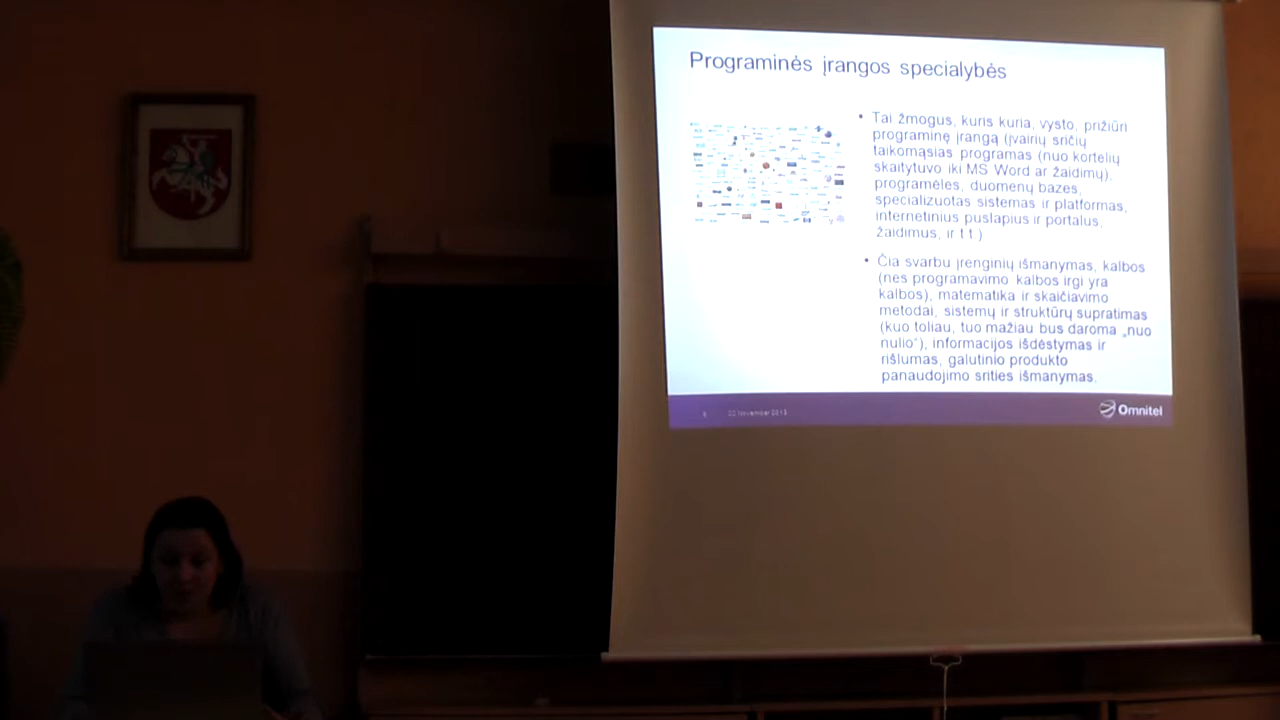 Programinės įrangos specialybės
• Tai žmogus, kuris kuria, vysto, prižiūri
programinę įrangą (įvairių sričių
taikomąsias programas (nuo kortelių
skaitytuvo iki MS Word ar žaidimų),
programėles, duomenų bazes,
specializuotas sistemas ir platformas,
internetinius puslapius ir portalus,
žaidimus, ir t.t.)
• Čia svarbu įrenginių išmanymas, kalbos
(nes programavimo kalbos irgi yra
kalbos), matematika ir skaičiavimo
metodai, sistemų ir struktūrų supratimas
(kuo toliau, tuo mažiau bus daroma „nuo
nulio“), informacijos išdėstymas ir
rišlumas, galutinio produkto
panaudojimo srities išmanymas.
22 November 2013
Omnitel